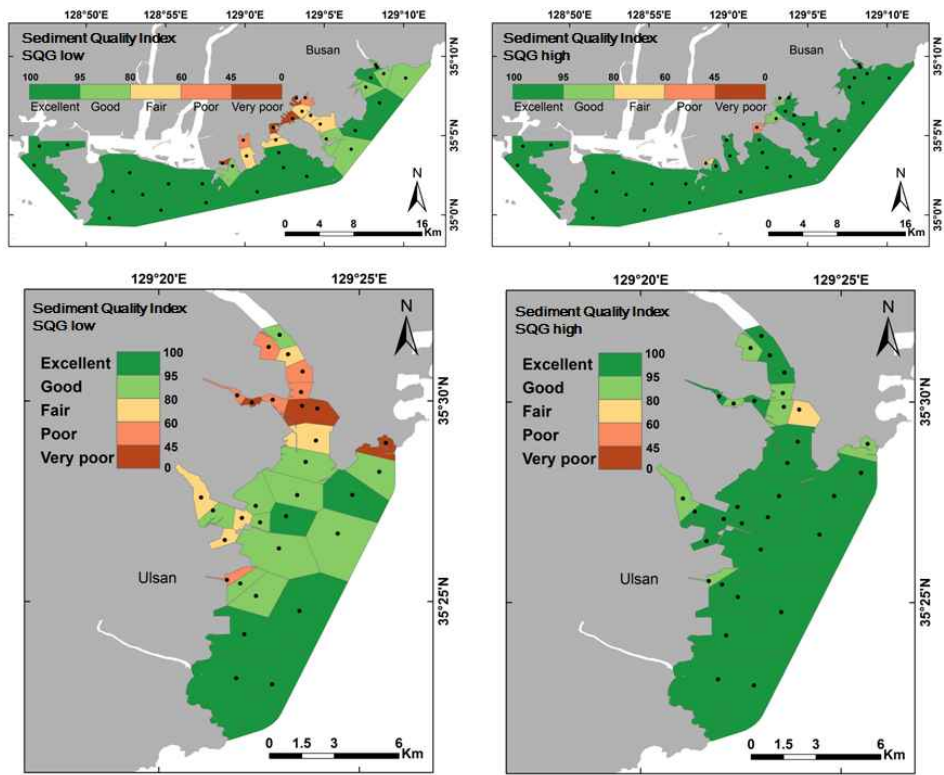 128°50'E 128°55'E 129°0'E 129°5'E 129°10'E
Sediment Quality Index
SQG low
Busan
100 95 80 60 45 0
Excellent Good Fair Poor Very poor
35°10'N
35°5'N
35°0'N
N
0 4 8 16
Km
128°50'E 128°55'E 129°0'E 129°5'E 129°10'E
Sediment Quality Index
SQG high
Busan
100 95 80 60 45 0
Excellent Good Fair Poor Very poor
35°10'N
35°5'N
35°0'N
N
0 4 8 16
Km
129°20'E 129°25'E
Sediment Quality Index
SQG low
N
Excellent 100
95
Good
80
Fair
60
Poor
45
Very poor
0
35°30'N
Ulsan
35°25'N
0 1.5 3 6
Km
129°20'E 129°25'E
Sediment Quality Index
SQG high
N
Excellent 100
95
Good
80
Fair
60
Poor
45
Very poor
0
35°30'N
Ulsan
35°25'N
0 1.5 3 6
Km